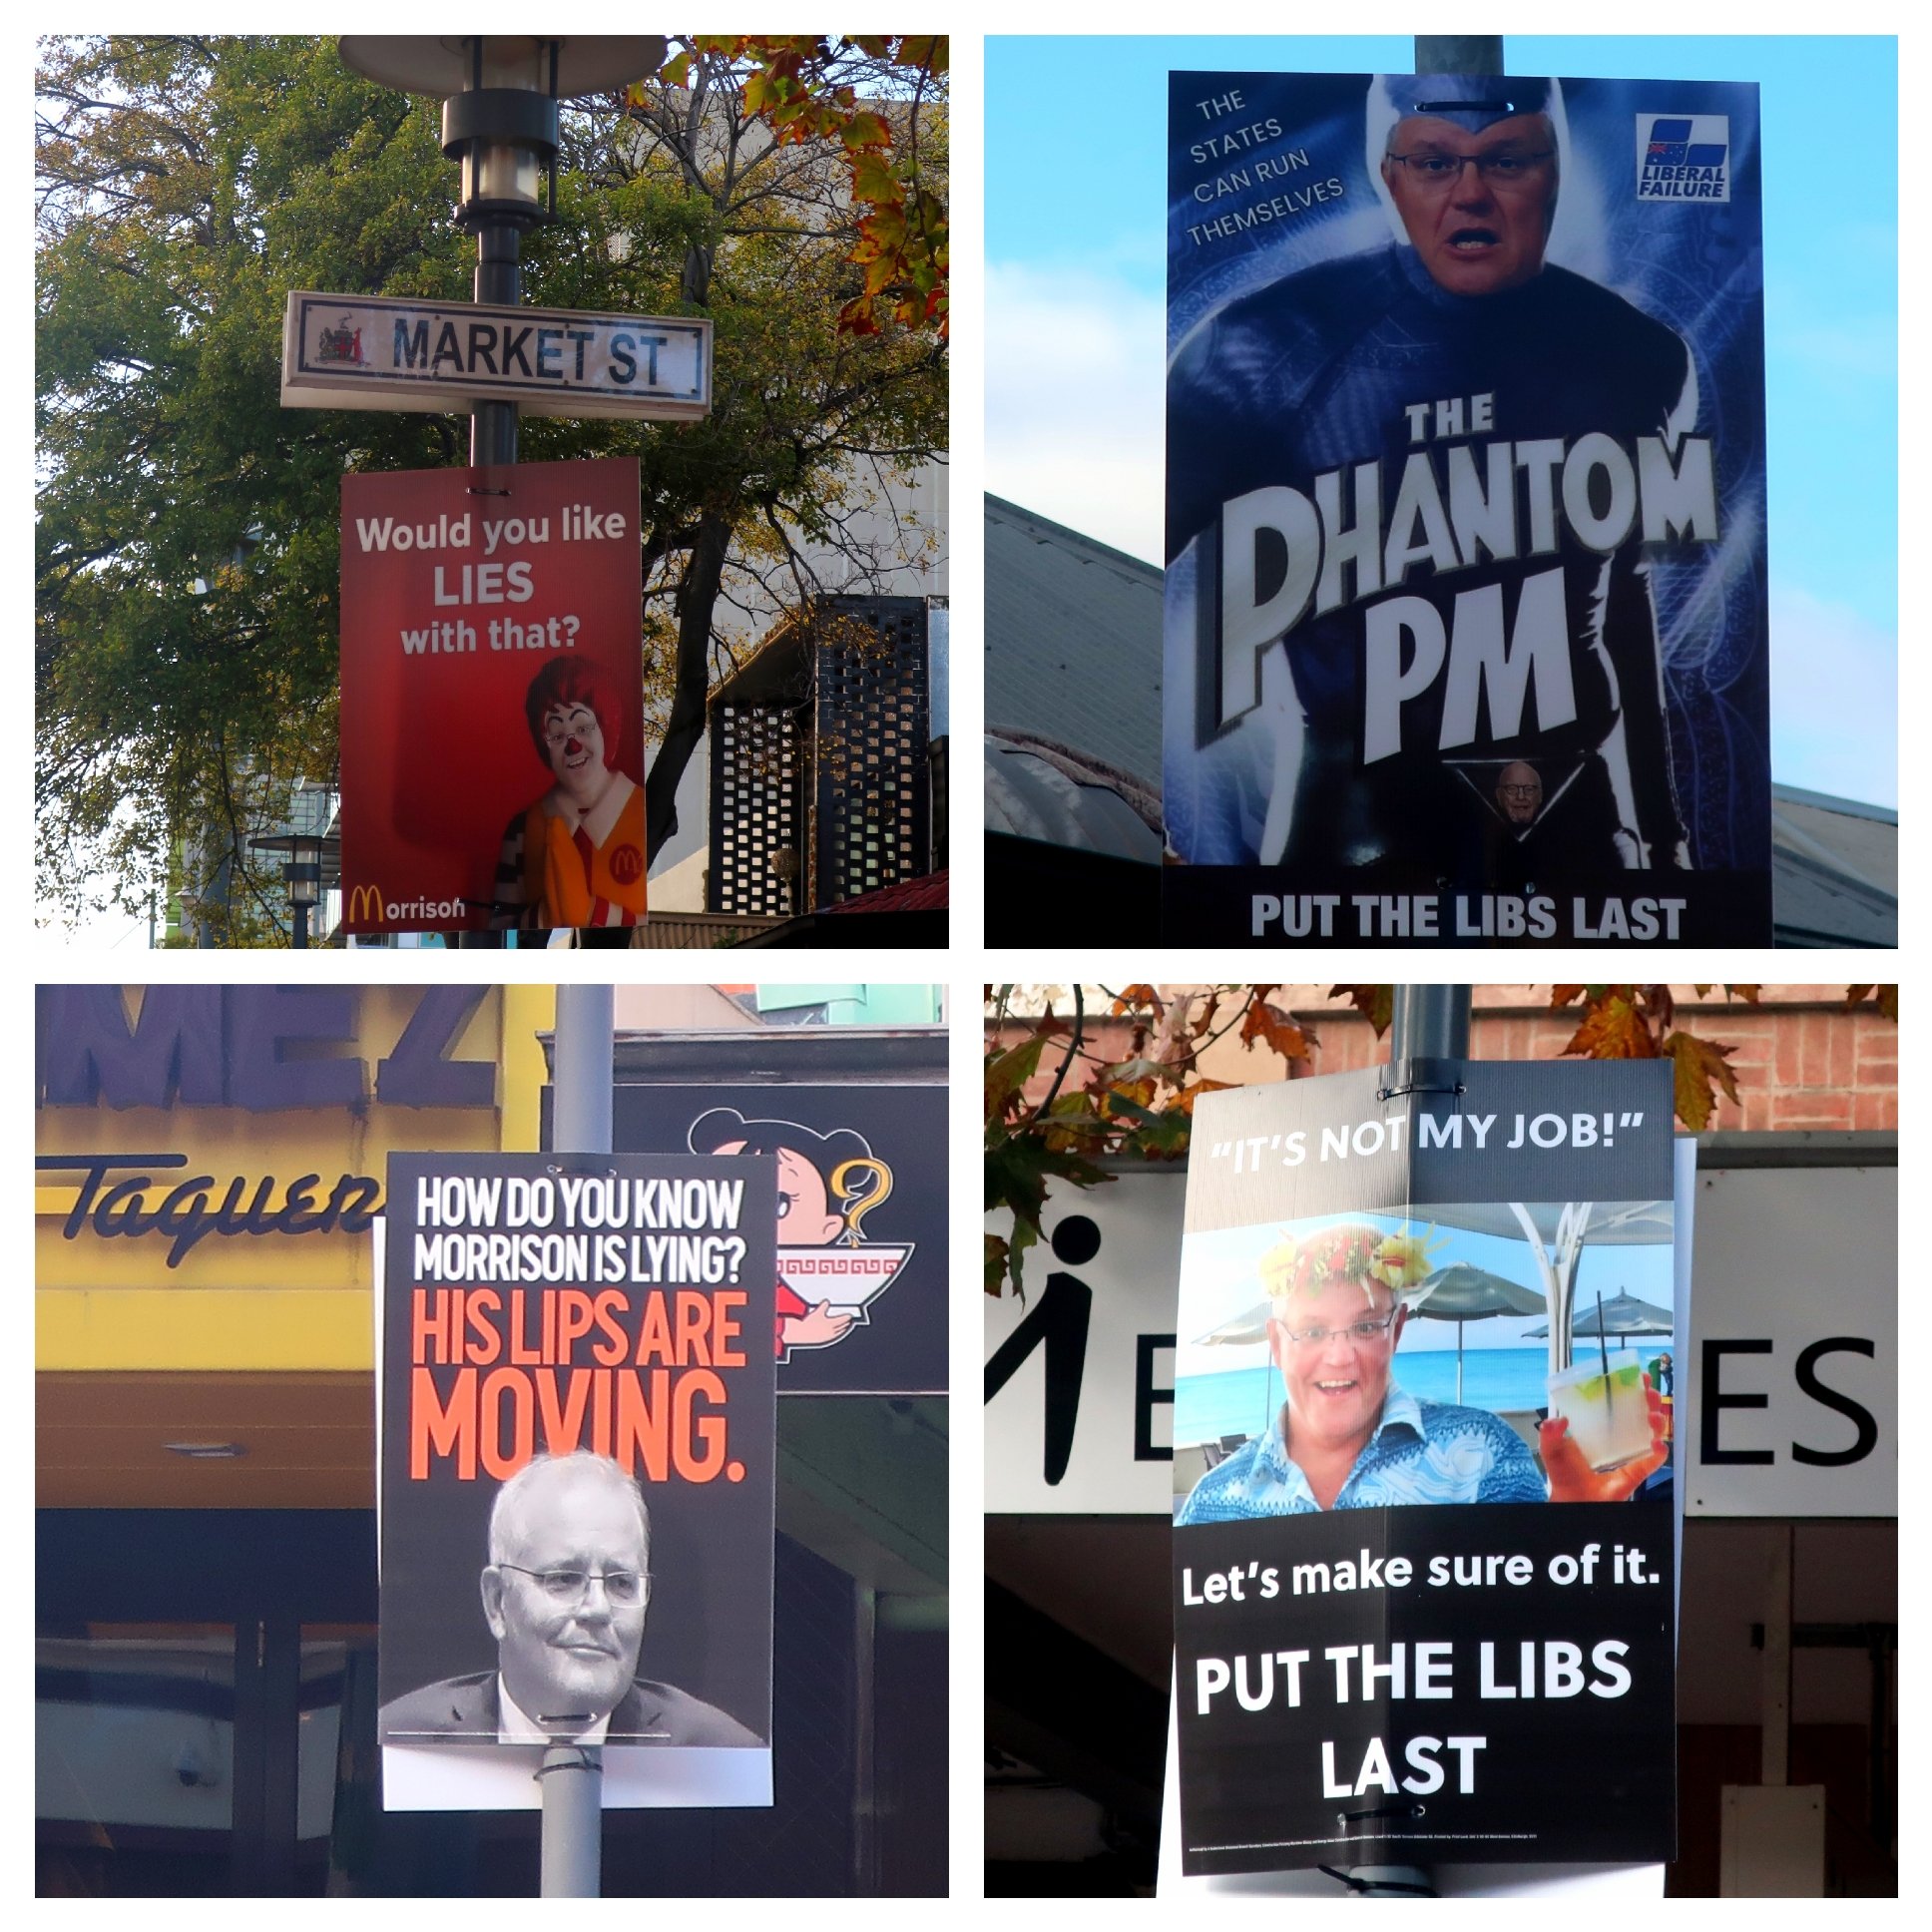 MARKET ST
Would you like
LIES
with that?
Morrison
THE
STATES
CAN RUN
THEMSELVES
LIBERAL
FAILURE
THE
PHANTOM
PM
PUT THE LIBS LAST
MEZ
Taquer
HOW DO YOU KNOW
MORRISON IS LYING?
HIS LIPS ARE
MOVING.
"IT'S NOT MY JOB!"
ES
Let's make sure of it.
PUT THE LIBS
LAST